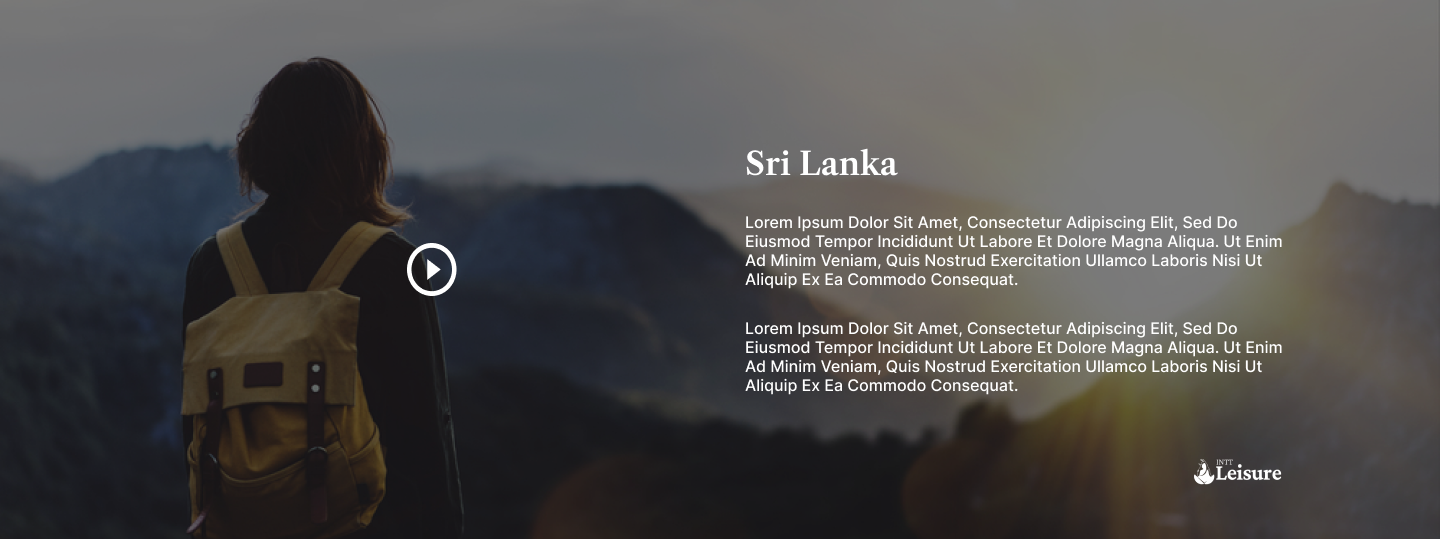 Sri Lanka
Lorem Ipsum Dolor Sit Amet, Consectetur Adipiscing Elit, Sed Do
Eiusmod Tempor Incididunt Ut Labore Et Dolore Magna Aliqua. Ut Enim
Ad Minim Veniam, Quis Nostrud Exercitation Ullamco Laboris Nisi Ut
Aliquip Ex Ea Commodo Consequat.
Lorem Ipsum Dolor Sit Amet, Consectetur Adipiscing Elit, Sed Do
Eiusmod Tempor Incididunt Ut Labore Et Dolore Magna Aliqua. Ut Enim
Ad Minim Veniam, Quis Nostrud Exercitation Ullamco Laboris Nisi Ut
Aliquip Ex Ea Commodo Consequat.
INTT
Leisure